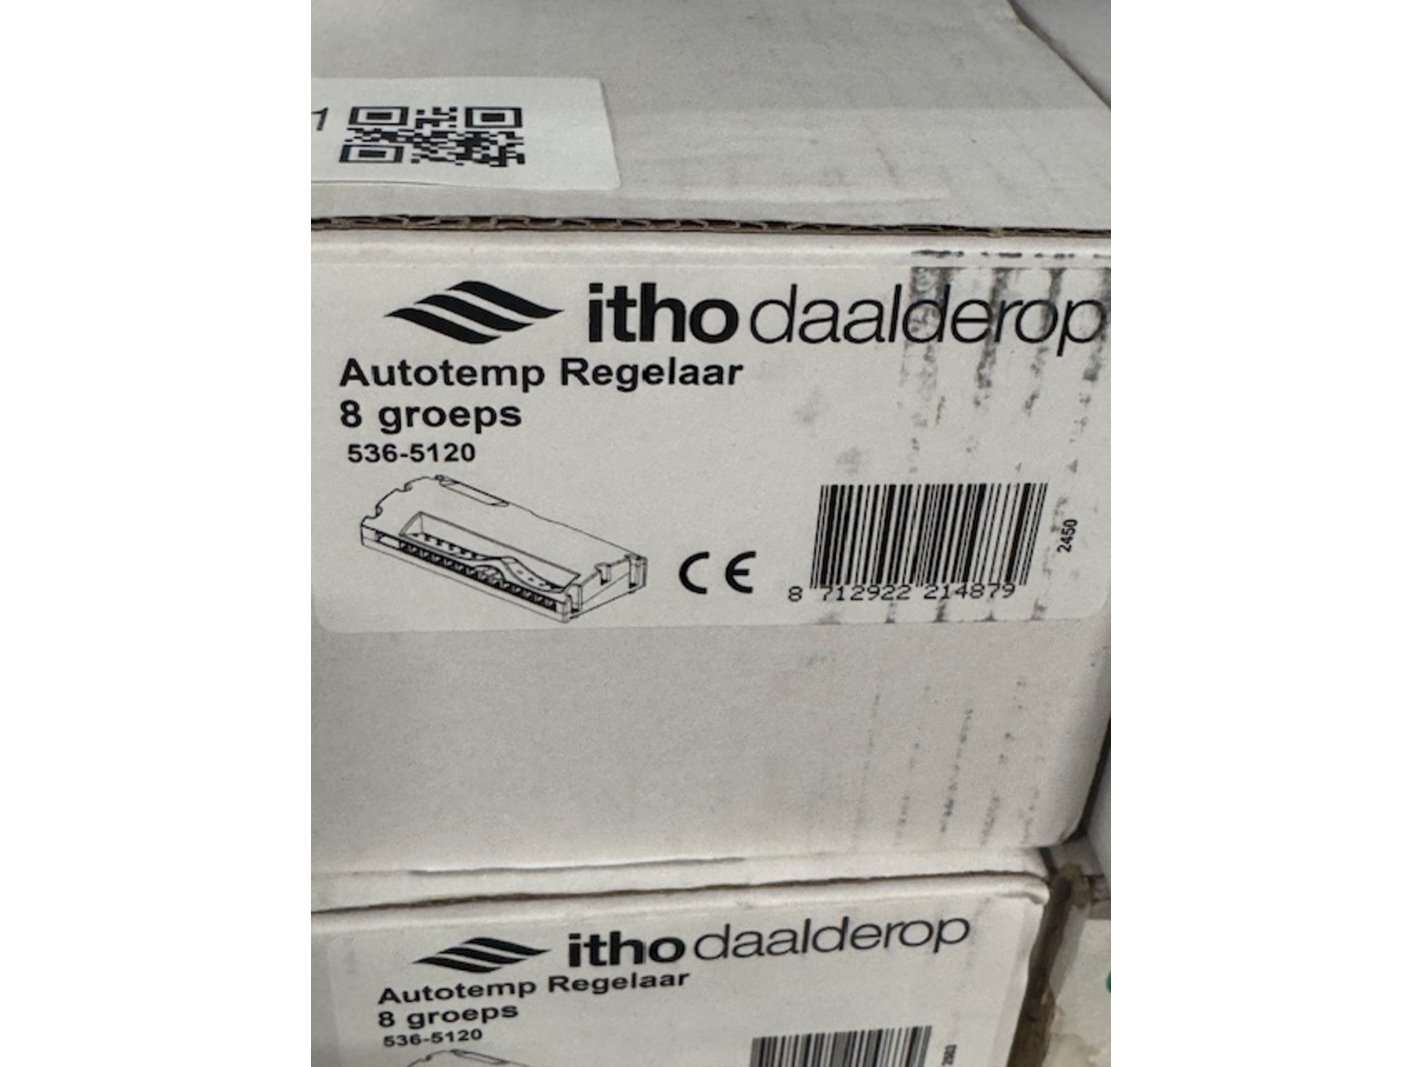 1
itho daalderop
Autotemp Regelaar
8 groeps
536-5120
CE
2450
8 712922 214879
itho daalderop
Autotemp Regelaar
8 groeps
536-5120